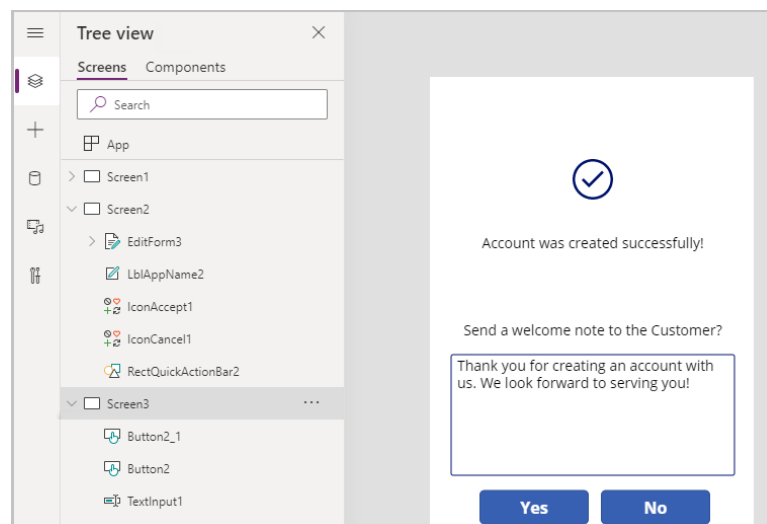 Tree view
Screens Components
Search
App
Screen1
Screen2
EditForm3
LblAppName2
IconAccept1
IconCancel1
RectQuickActionBar2
Screen3
Button2_1
Button2
TextInput1
Account was created successfully!
Send a welcome note to the Customer?
Thank you for creating an account with
us. We look forward to serving you!
Yes No